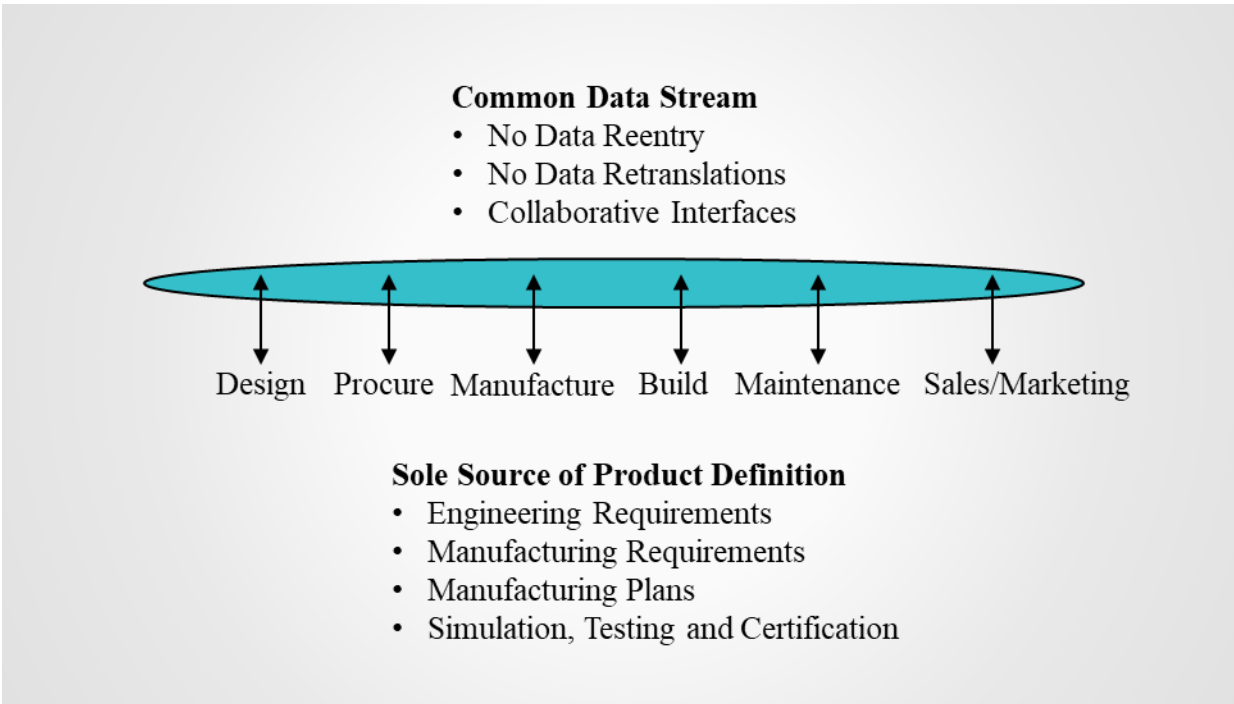 Common Data Stream
• No Data Reentry
• No Data Retranslations
• Collaborative Interfaces
Design Procure Manufacture Build Maintenance Sales/Marketing
Sole Source of Product Definition
• Engineering Requirements
• Manufacturing Requirements
• Manufacturing Plans
• Simulation, Testing and Certification